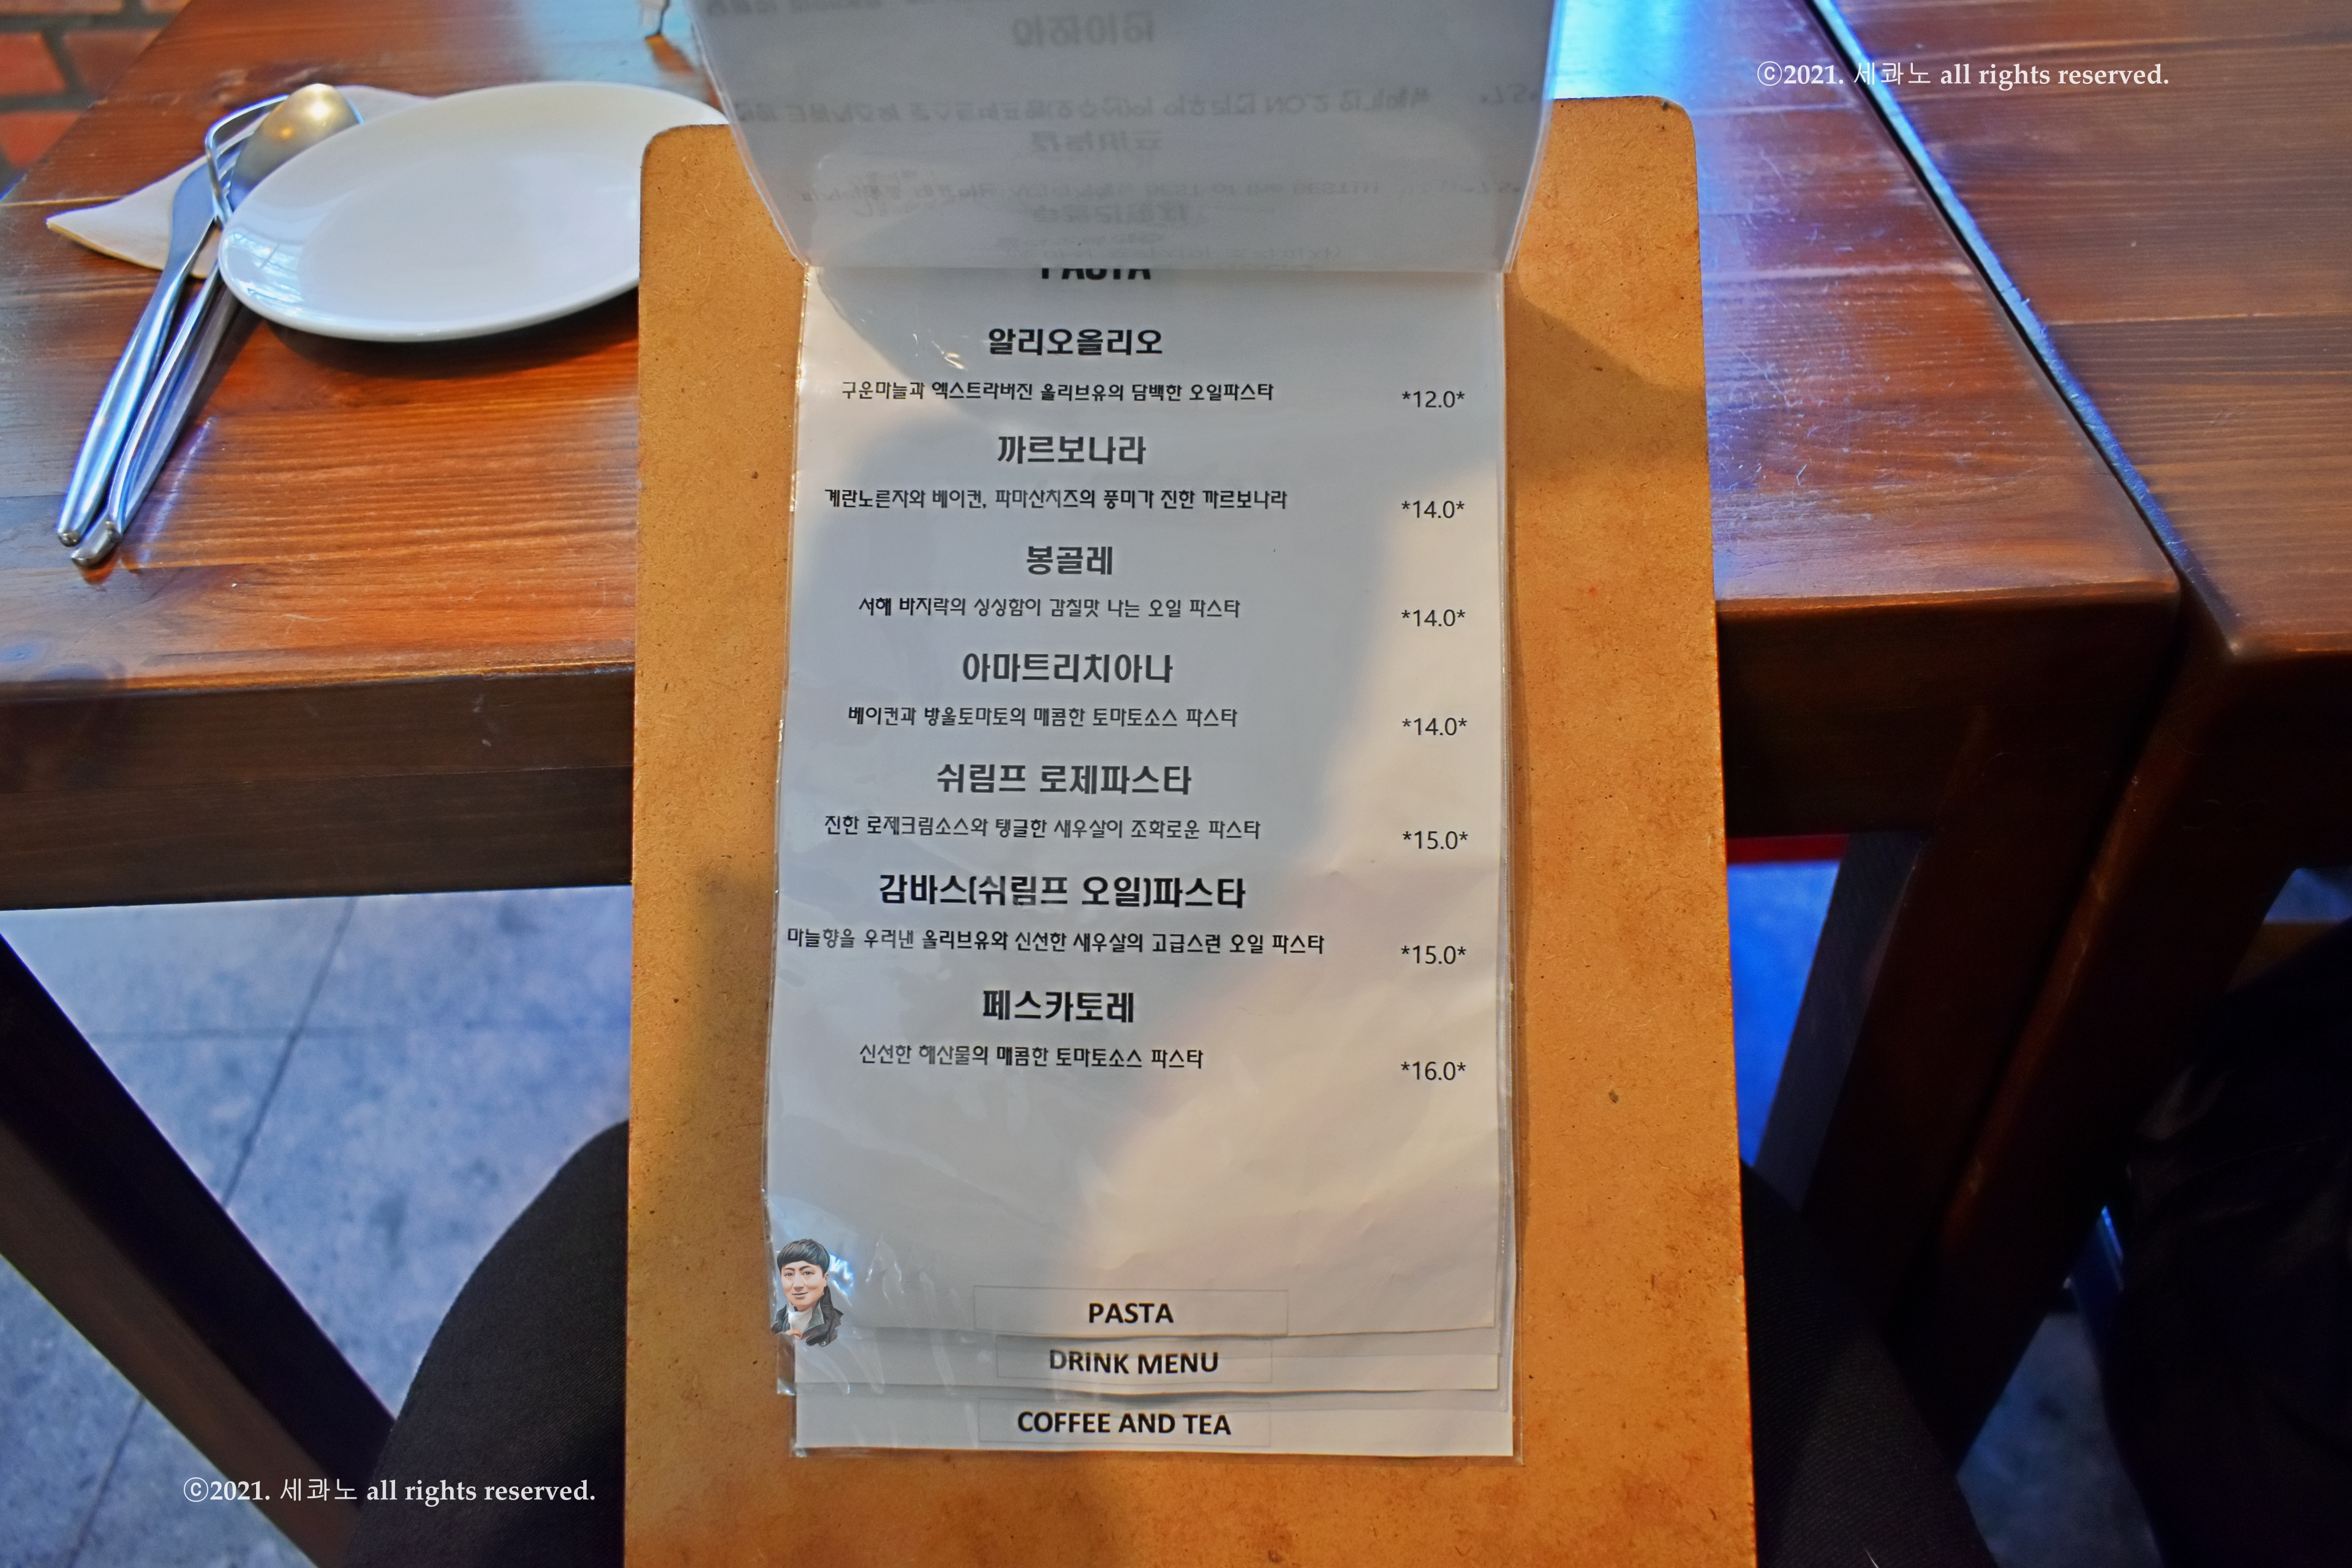 ©2021. 세콰노 all rights reserved.
PASTA
알리오올리오
구운마늘과 엑스트라버진 올리브유의 담백한 오일파스타 *12.0*
까르보나라
계란노른자와 베이컨, 파마산치즈의 풍미가 진한 까르보나라 *14.0*
봉골레
서해 바지락의 싱싱함이 감칠맛 나는 오일 파스타 *14.0*
아마트리치아나
베이컨과 방울토마토의 매콤한 토마토소스 파스타 *14.0*
쉬림프 로제파스타
진한 로제크림소스와 탱글한 새우살이 조화로운 파스타 *15.0*
감바스(쉬림프 오일)파스타
마늘향을 우려낸 올리브유와 신선한 새우살의 고급스런 오일 파스타 *15.0*
페스카토레
신선한 해산물의 매콤한 토마토소스 파스타 *16.0*
PASTA
DRINK MENU
COFFEE AND TEA
©2021. 세콰노 all rights reserved.